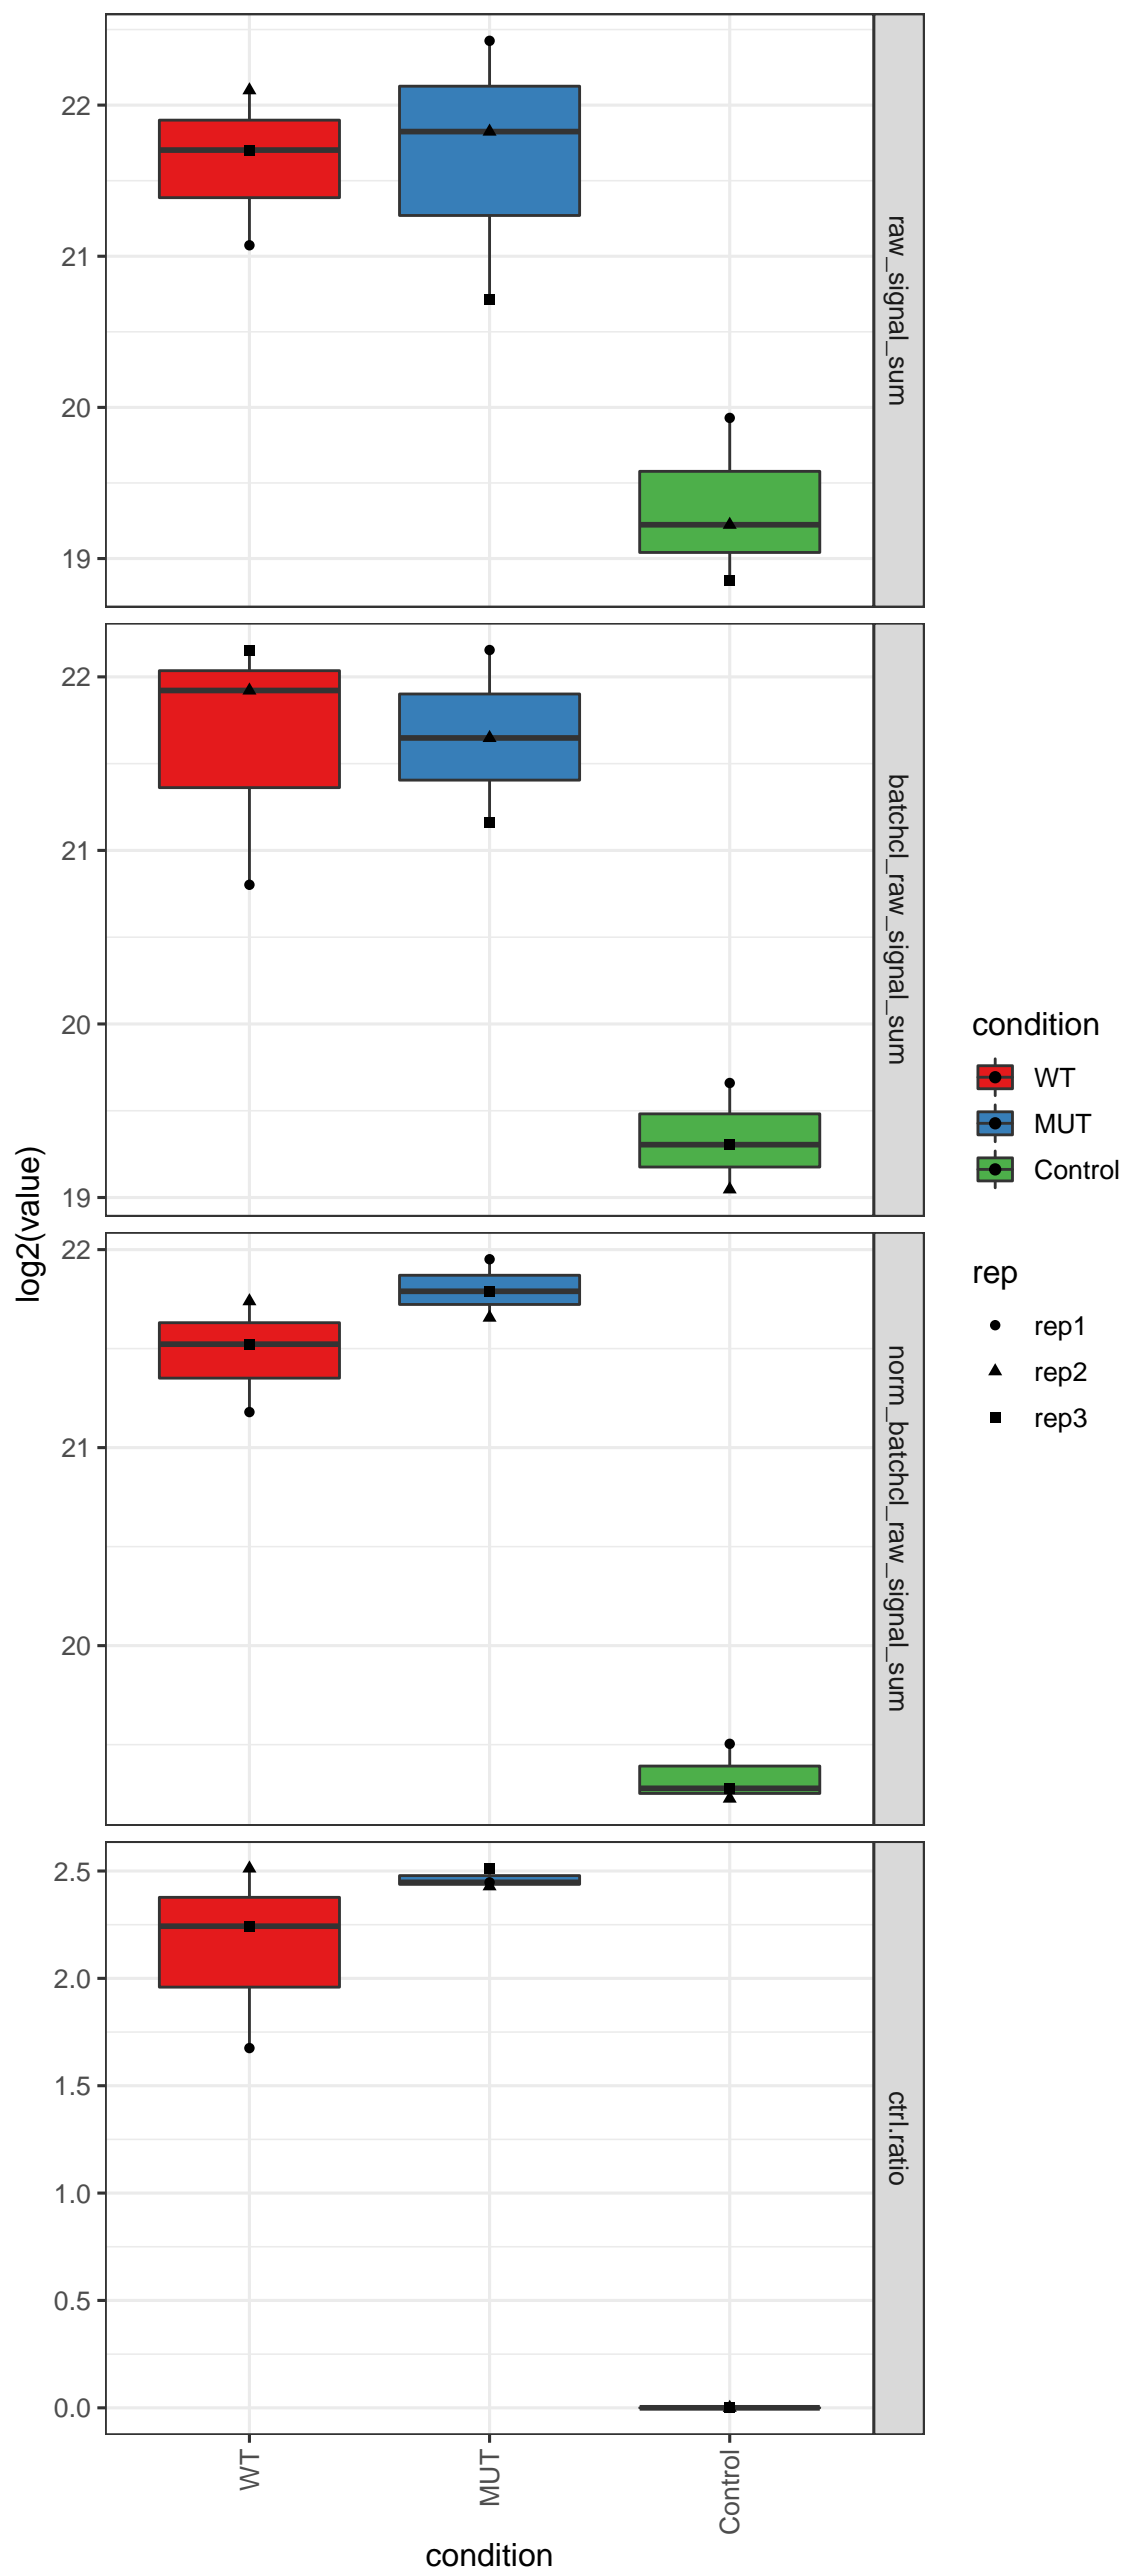 22
21
20
19
raw_signal_sum
22
21
20
19
batchcl_raw_signal_sum
22
21
20
norm_batchcl_raw_signal_sum
2.5
2.0
1.5
1.0
0.5
0.0
ctrl.ratio
log2(value)
WT
MUT
Control
condition
condition
WT
MUT
Control
rep
rep1
rep2
rep3